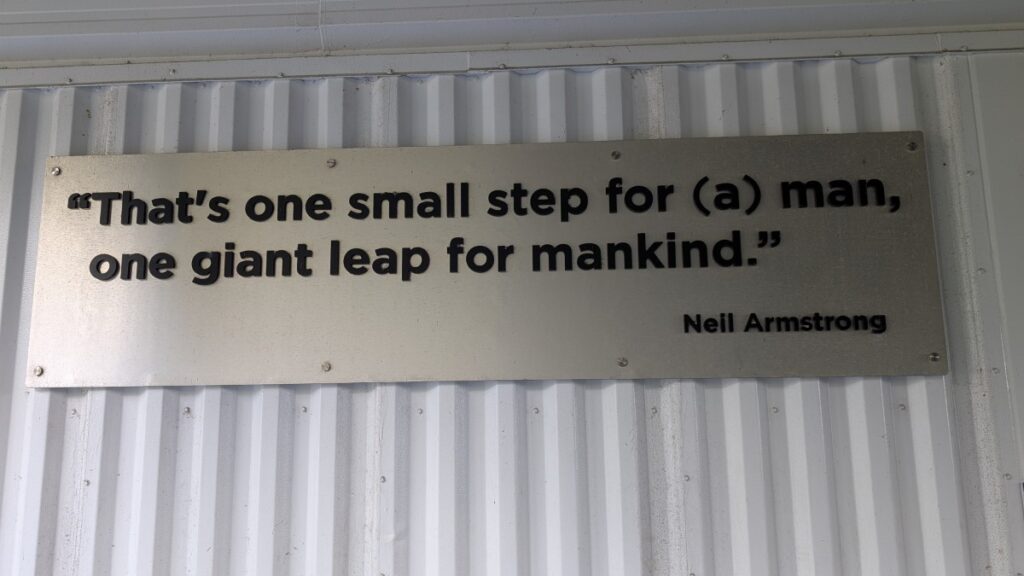 “That's one small step for (a) man,
one giant leap for mankind.”
Neil Armstrong